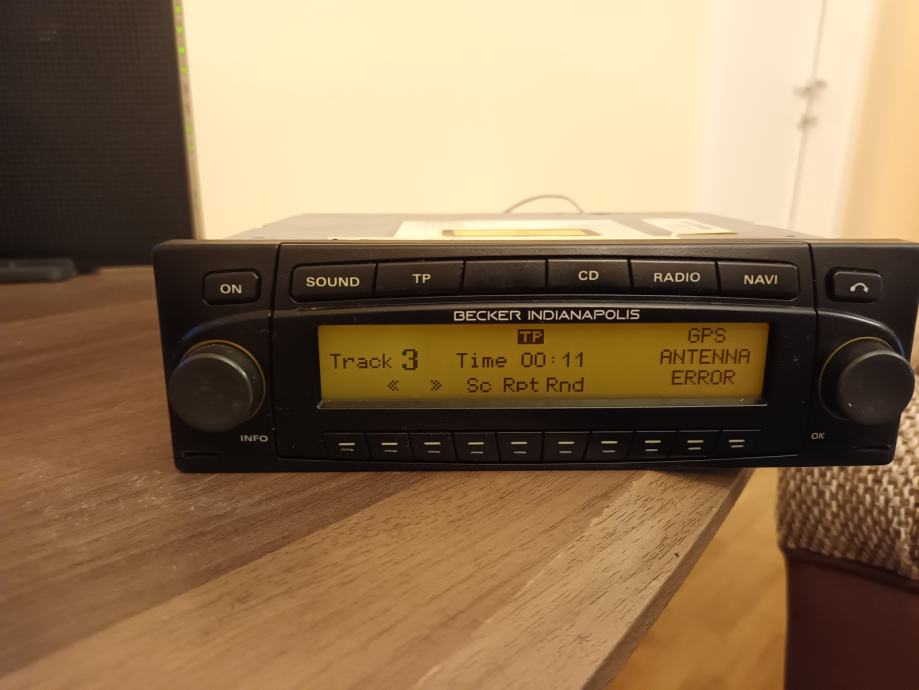 ON
SOUND
TP
CD
RADIO
NAVI
BECKER INDIANAPOLIS
TP
GPS
Track 3
Time 00:11
ANTENNA
« »
Sc Rpt Rnd
ERROR
INFO
OK